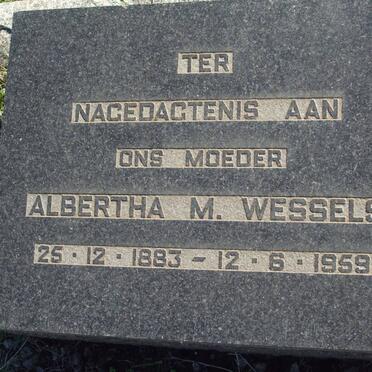 TER
NAGEDAGTENIS AAN
ONS MOEDER
ALBERTHA M. WESSELS
25 · 12 · 1883 – 12 · 6 · 1959